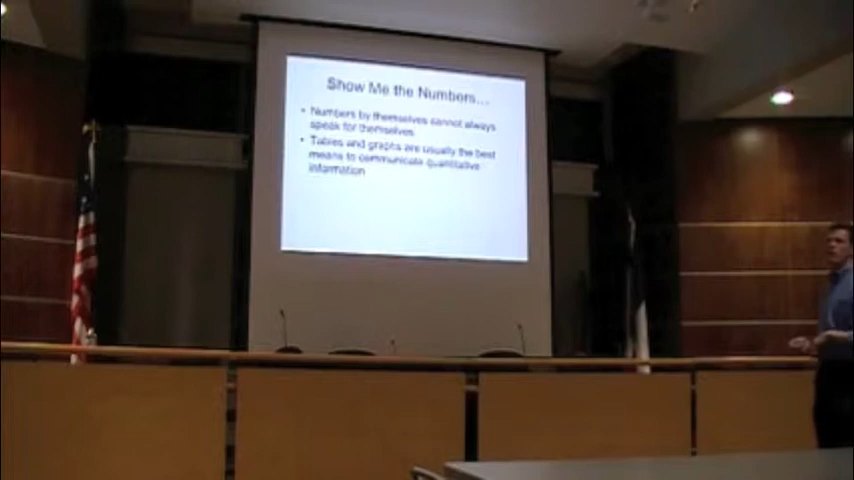 Show Me the Numbers...
• Numbers by themselves cannot always
speak for themselves
• Tables and graphs are usually the best
means to communicate quantitative
information